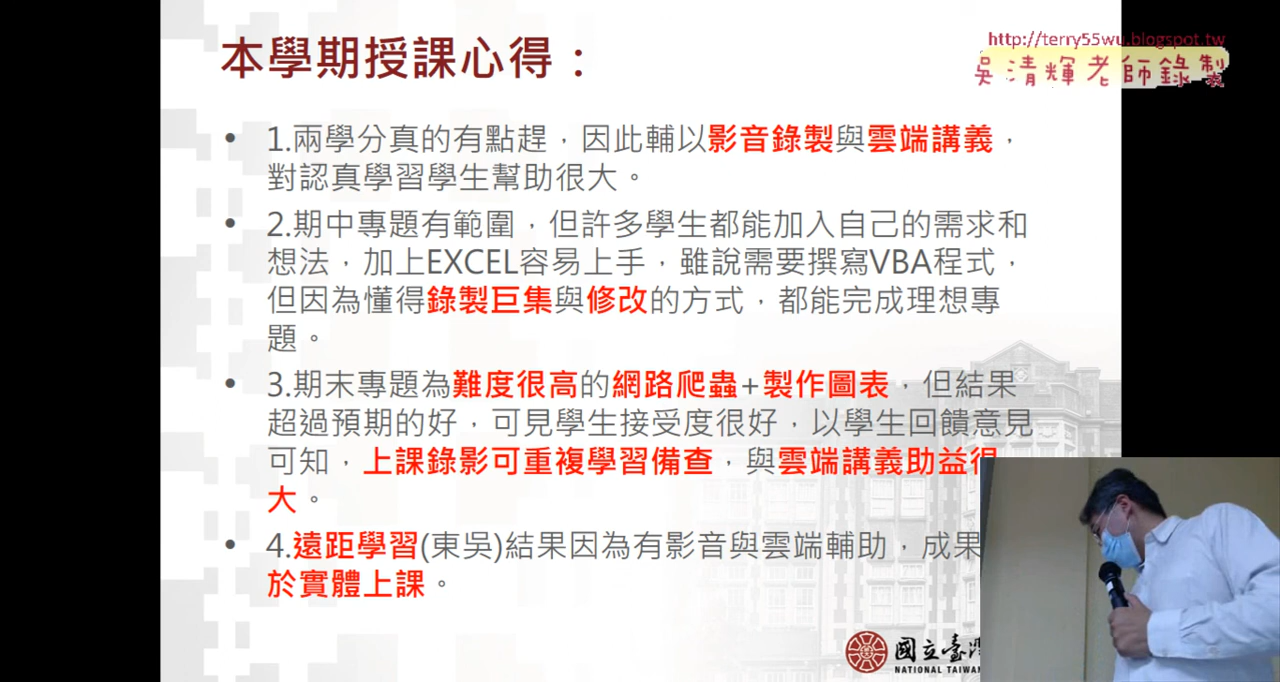 本學期授課心得：
http://terry55wu.blogspot.tw
吳清輝老師錄製
• 1.兩學分真的有點趕，因此輔以影音錄製與雲端講義，
對認真學習學生幫助很大。
• 2.期中專題有範圍，但許多學生都能加入自己的需求和
想法，加上EXCEL容易上手，雖說需要撰寫VBA程式，
但因為懂得錄製巨集與修改的方式，都能完成理想專
題。
• 3.期末專題為難度很高的網路爬蟲+製作圖表，但結果
超過預期的好，可見學生接受度很好，以學生回饋意見
可知，上課錄影可重複學習備查，與雲端講義助益很
大。
• 4.遠距學習(東吳)結果因為有影音與雲端輔助，成果
於實體上課。
國立臺灣
NATIONAL TAIWAN